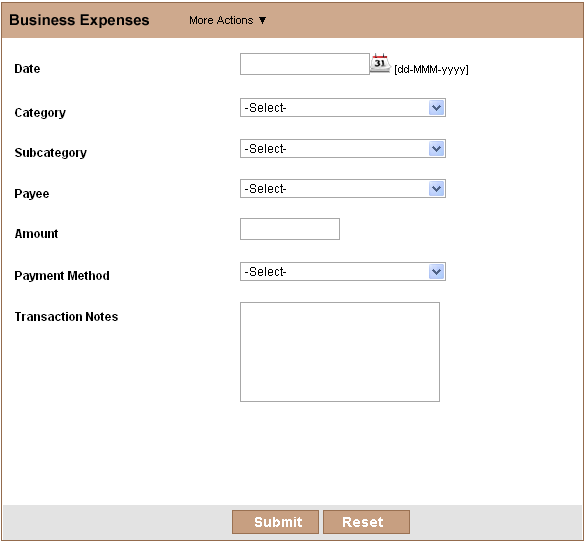 Business Expenses More Actions ▼
Date 31 [dd-MMM-yyyy]
Category -Select-
Subcategory -Select-
Payee -Select-
Amount
Payment Method -Select-
Transaction Notes
Submit Reset